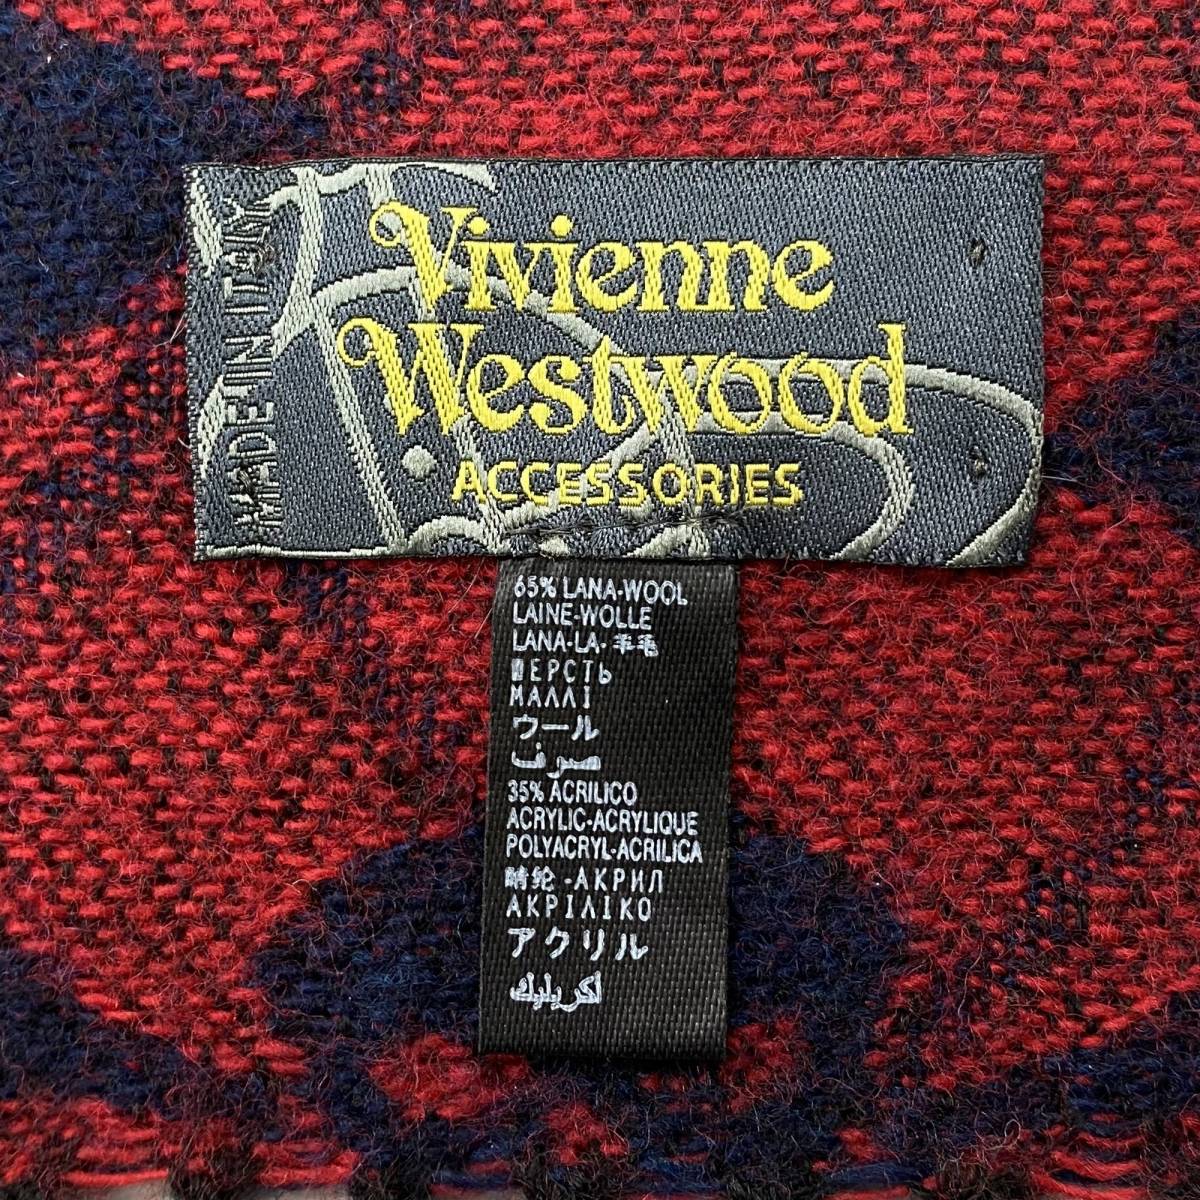 Vivienne
Westwood
ACCESSORIES
MADE IN ITALY
65% LANA-WOOL
LAINE-WOLLE
LANA-LA-羊毛
ШЕРСТЬ
ΜΑΛΛΙ
ウール
صرف
35% ACRILICO
ACRYLIC-ACRYLIQUE
POLYACRYL-ACRILICA
腈纶-АКРИЛ
ΑΚΡΙΛΙΚΟ
アクリル
اكريليك